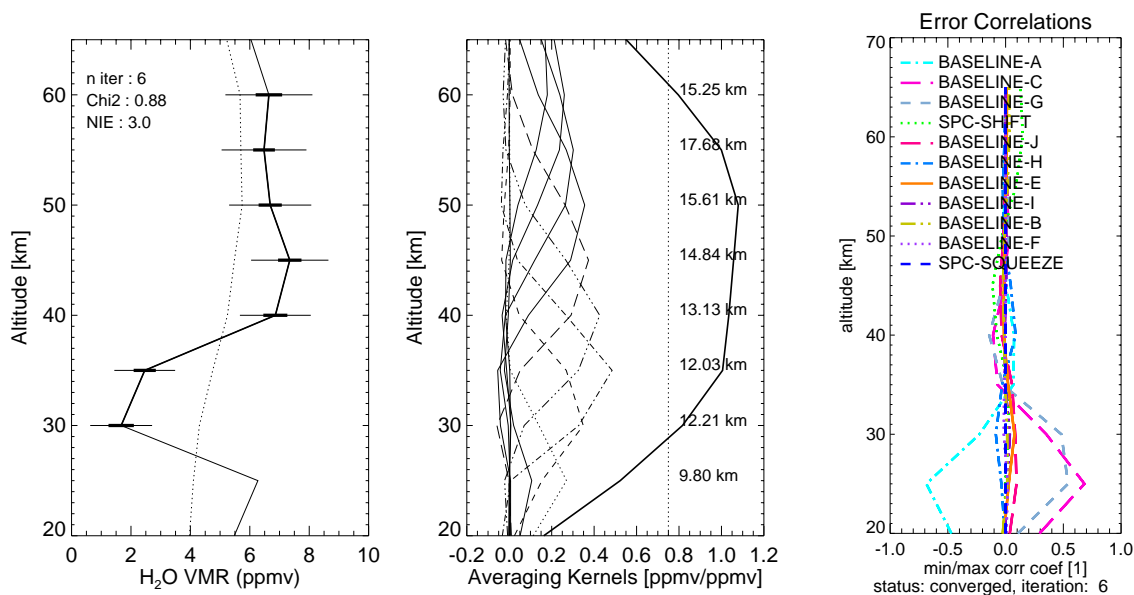 n iter : 6
Chi2 : 0.88
NIE : 3.0
Altitude [km]
60
50
40
30
20
0
2
4
6
8
10
H2O VMR (ppmv)
Altitude [km]
60
50
40
30
20
15.25 km
17.68 km
15.61 km
14.84 km
13.13 km
12.03 km
12.21 km
9.80 km
-0.2
0.0
0.2
0.4
0.6
0.8
1.0
1.2
Averaging Kernels [ppmv/ppmv]
Error Correlations
altitude [km]
70
60
50
40
30
20
BASELINE-A
BASELINE-C
BASELINE-G
SPC-SHIFT
BASELINE-J
BASELINE-H
BASELINE-E
BASELINE-I
BASELINE-B
BASELINE-F
SPC-SQUEEZE
-1.0
-0.5
0.0
0.5
1.0
min/max corr coef [1]
status: converged, iteration: 6